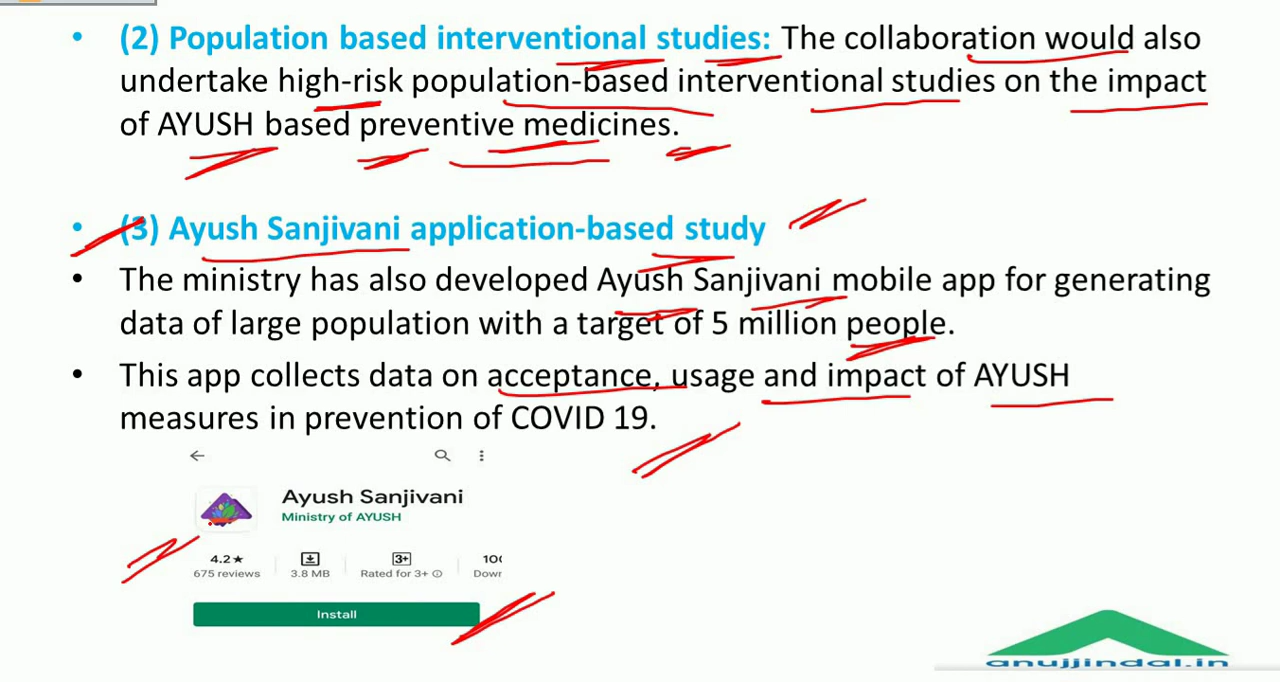 • (2) Population based interventional studies: The collaboration would also
undertake high-risk population-based interventional studies on the impact
of AYUSH based preventive medicines.
• (3) Ayush Sanjivani application-based study
• The ministry has also developed Ayush Sanjivani mobile app for generating
data of large population with a target of 5 million people.
• This app collects data on acceptance, usage and impact of AYUSH
measures in prevention of COVID 19.
Ayush Sanjivani
Ministry of AYUSH
4.2★ 3+
675 reviews 3.8 MB Rated for 3+
Install
anujjindal.in